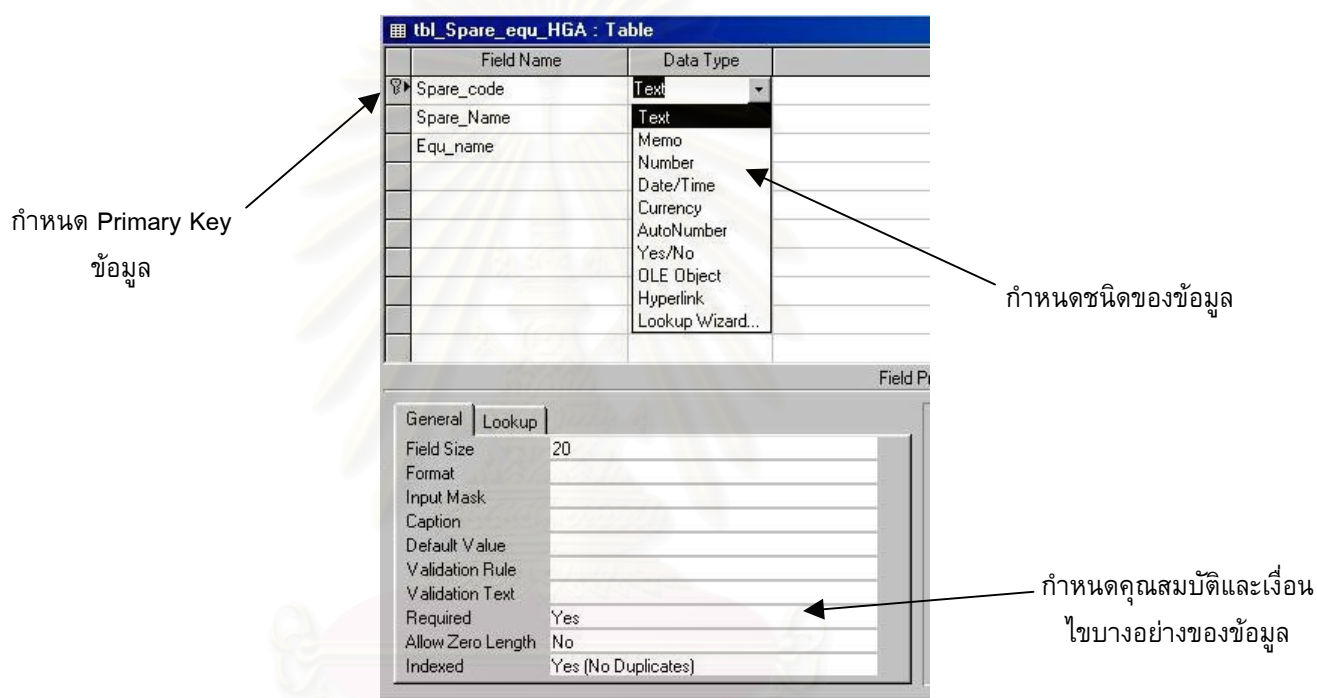 tbl_Spare_equ_HGA : Table
Field Name Data Type
Spare_code Text
Spare_Name
Equ_name
Text
Memo
Number
Date/Time
Currency
AutoNumber
Yes/No
OLE Object
Hyperlink
Lookup Wizard...
กำหนด Primary Key
ข้อมูล
กำหนดชนิดของข้อมูล
Field Pr
General Lookup
Field Size 20
Format
Input Mask
Caption
Default Value
Validation Rule
Validation Text
Required Yes
Allow Zero Length No
Indexed Yes (No Duplicates)
กำหนดคุณสมบัติและเงื่อน
ไขบางอย่างของข้อมูล